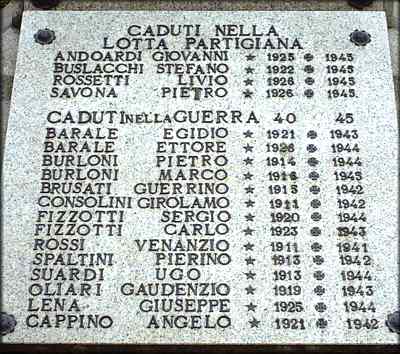 CADUTI NELLA
LOTTA PARTIGIANA
ANDOARDI GIOVANNI ★ 1925 ✠ 1945
BUSLACCHI STEFANO ★ 1922 ✠ 1945
ROSSETTI LIVIO ★ 1926 ✠ 1945
SAVONA PIETRO ★ 1926 ✠ 1945
CADUTI NELLA GUERRA 40 45
BARALE EGIDIO ★ 1921 ✠ 1943
BARALE ETTORE ★ 1926 ✠ 1944
BURLONI PIETRO ★ 1914 ✠ 1944
BURLONI MARCO ★ ✠ 1945
BRUSATI GUERRINO ★ ✠ 1942
CONSOLINI GIROLAMO ★ 1911 ✠ 1942
FIZZOTTI SERGIO ★ 1920 ✠ 1944
FIZZOTTI CARLO ★ 1923 ✠ 1943
ROSSI VENANZIO ★ 1911 ✠ 1941
SPALTINI PIERINO ★ 1913 ✠ 1942
SUARDI UGO ★ 1913 ✠ 1944
OLIARI GAUDENZIO ★ 1919 ✠ 1943
LENA GIUSEPPE ★ 1925 ✠ 1944
CAPPINO ANGELO ★ 1921 ✠ 1942